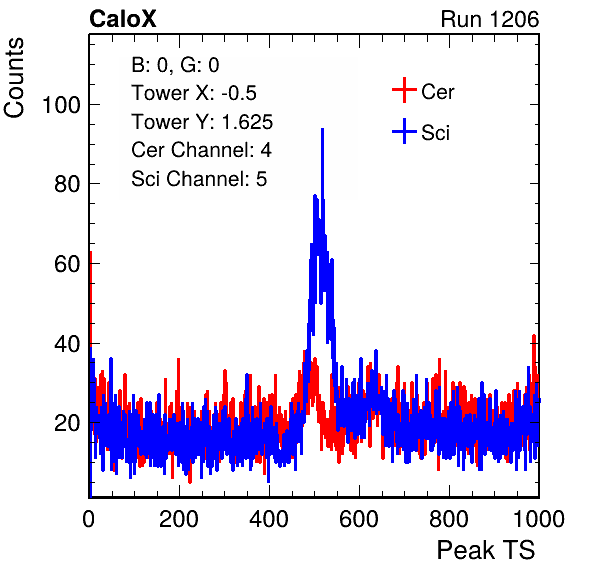 CaloX Run 1206
Counts
B: 0, G: 0
Tower X: -0.5
Tower Y: 1.625
Cer Channel: 4
Sci Channel: 5
Cer
Sci
100
80
60
40
20
0 200 400 600 800 1000
Peak TS